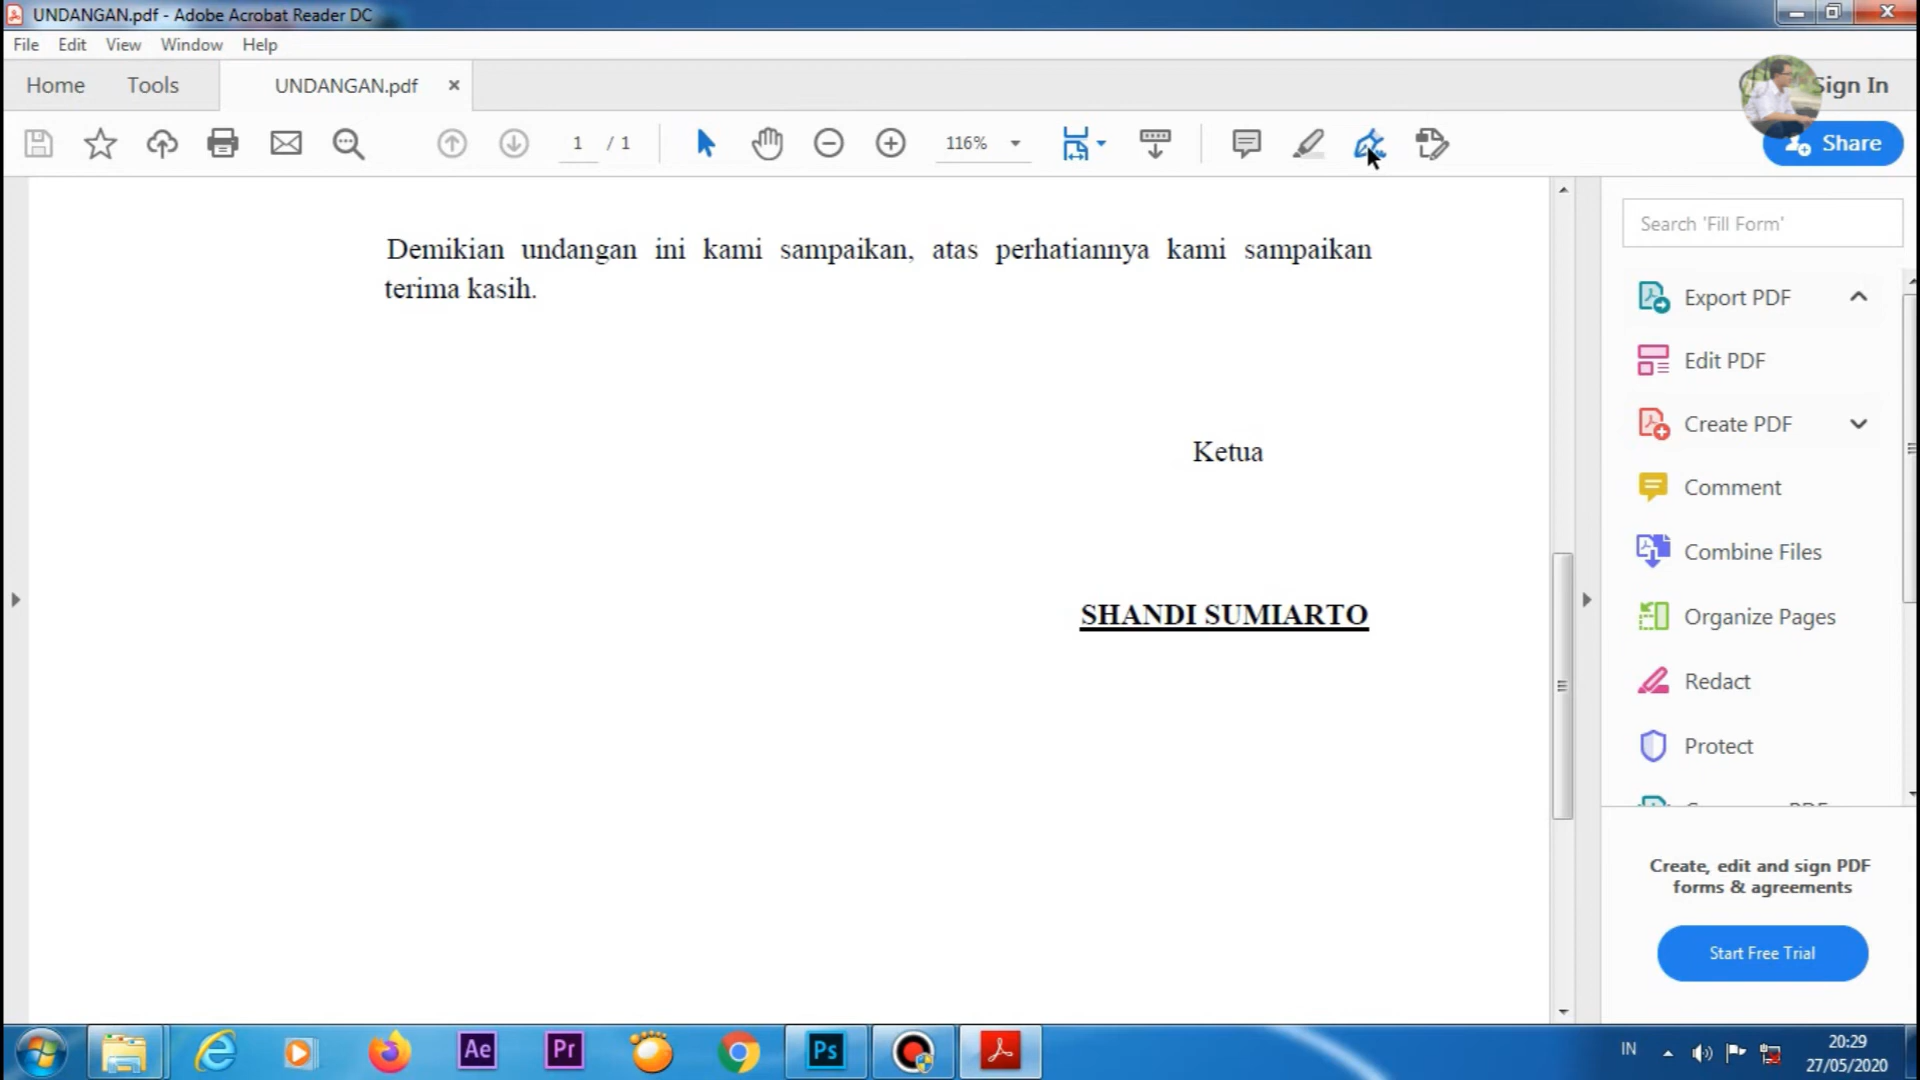 UNDANGAN.pdf - Adobe Acrobat Reader DC
File Edit View Window Help
Home Tools UNDANGAN.pdf Sign In
1 / 1 116% Share
Demikian undangan ini kami sampaikan, atas perhatiannya kami sampaikan
terima kasih.
Ketua
SHANDI SUMIARTO
Search 'Fill Form'
Export PDF
Edit PDF
Create PDF
Comment
Combine Files
Organize Pages
Redact
Protect
Create, edit and sign PDF
forms & agreements
Start Free Trial
Ae Pr Ps IN 20:29
27/05/2020